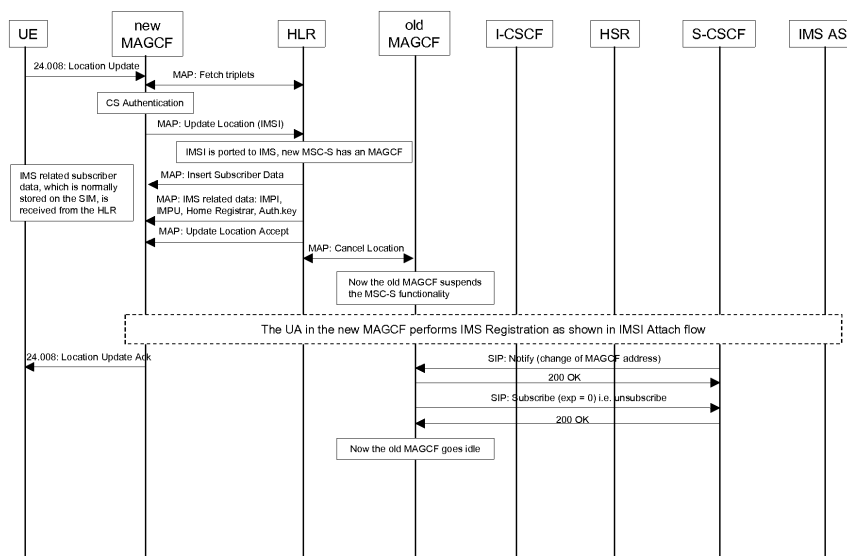 UE
new
MAGCF
HLR
old
MAGCF
I-CSCF
HSR
S-CSCF
IMS AS
24.008: Location Update
MAP: Fetch triplets
CS Authentication
MAP: Update Location (IMSI)
IMSI is ported to IMS, new MSC-S has an MAGCF
IMS related subscriber
data, which is normally
stored on the SIM, is
received from the HLR
MAP: Insert Subscriber Data
MAP: IMS related data: IMPI,
IMPU, Home Registrar, Auth.key
MAP: Update Location Accept
MAP: Cancel Location
Now the old MAGCF suspends
the MSC-S functionality
The UA in the new MAGCF performs IMS Registration as shown in IMSI Attach flow
24.008: Location Update Ack
SIP: Notify (change of MAGCF address)
200 OK
SIP: Subscribe (exp = 0) i.e. unsubscribe
200 OK
Now the old MAGCF goes idle